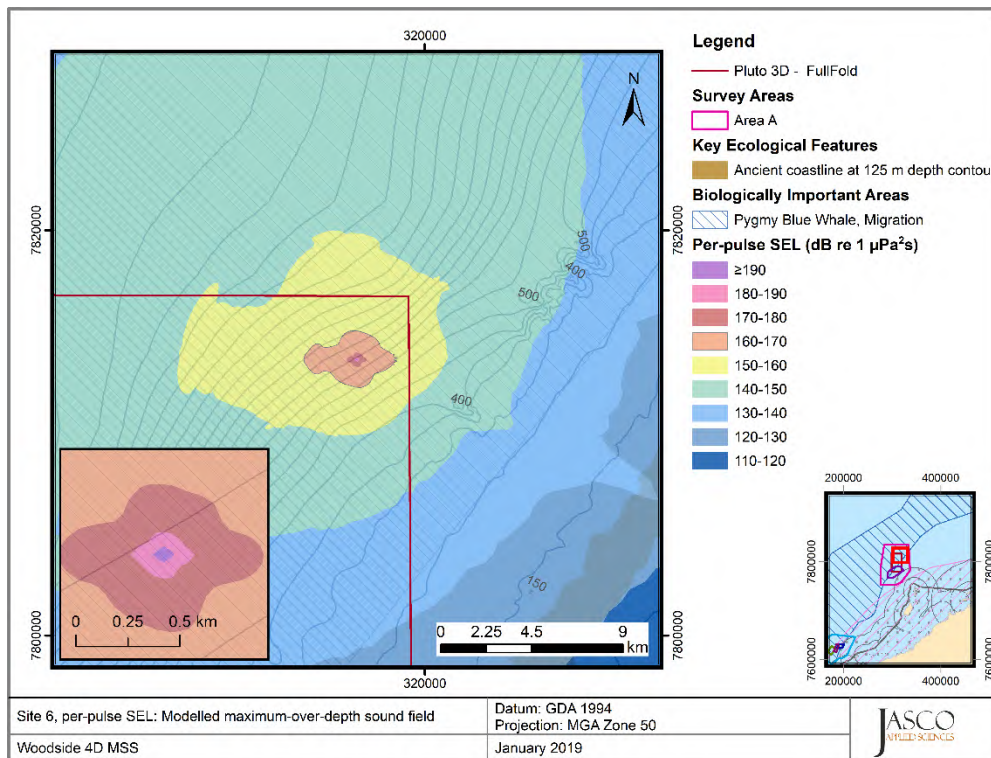 320000
Legend
Pluto 3D - FullFold
Survey Areas
Area A
Key Ecological Features
Ancient coastline at 125 m depth contour
Biologically Important Areas
Pygmy Blue Whale, Migration
Per-pulse SEL (dB re 1 µPa²s)
≥190
180-190
170-180
160-170
150-160
140-150
130-140
120-130
110-120
N
7820000
7820000
500
400
500
400
150
0 0.25 0.5 km
0 2.25 4.5 9
km
7800000
7800000
320000
200000 400000
7800000
7800000
7600000
7600000
200000 400000
Site 6, per-pulse SEL: Modelled maximum-over-depth sound field
Datum: GDA 1994
Projection: MGA Zone 50
Woodside 4D MSS
January 2019
JASCO
APPLIED SCIENCES